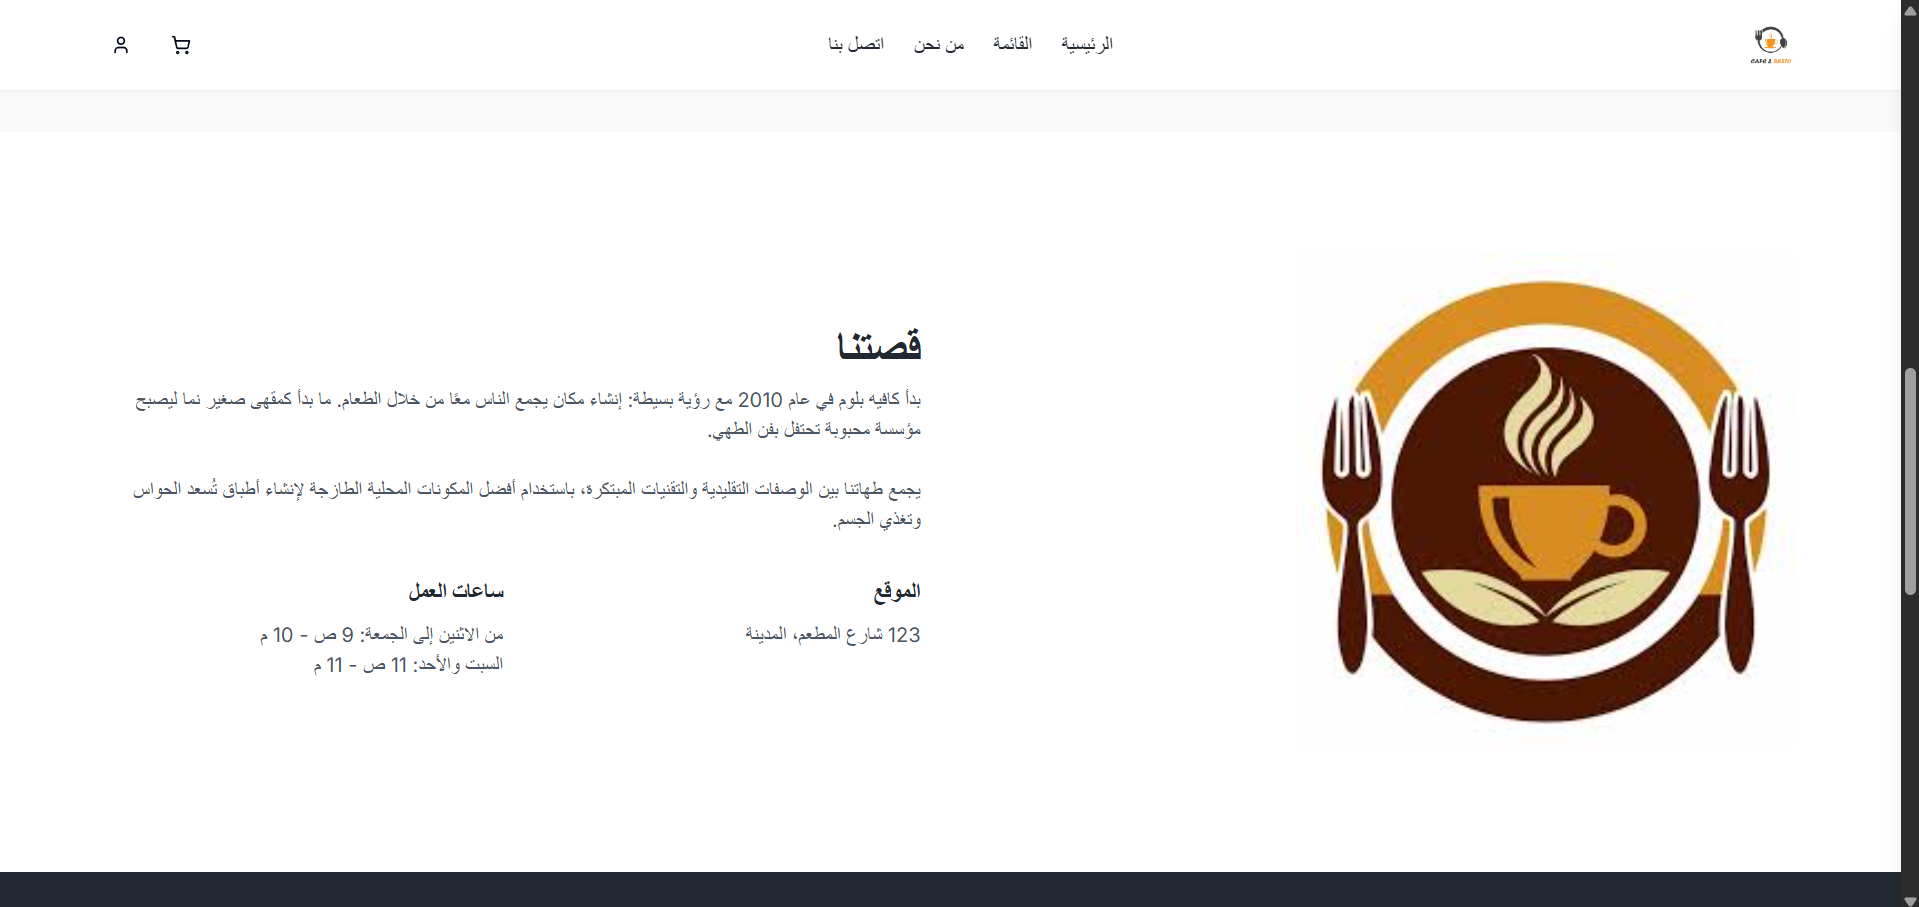 CAFE & RESTO
الرئيسية
القائمة
من نحن
اتصل بنا
قصتنا
بدأ كافيه بلوم في عام 2010 مع رؤية بسيطة: إنشاء مكان يجمع الناس معًا من خلال الطعام. ما بدأ كمقهى صغير نما ليصبح
مؤسسة محبوبة تحتفل بفن الطهي.
يجمع طهاتنا بين الوصفات التقليدية والتقنيات المبتكرة، باستخدام أفضل المكونات المحلية الطازجة لإنشاء أطباق تُسعد الحواس
وتغذي الجسم.
الموقع
123 شارع المطعم، المدينة
ساعات العمل
من الاثنين إلى الجمعة: 9 ص - 10 م
السبت والأحد: 11 ص - 11 م